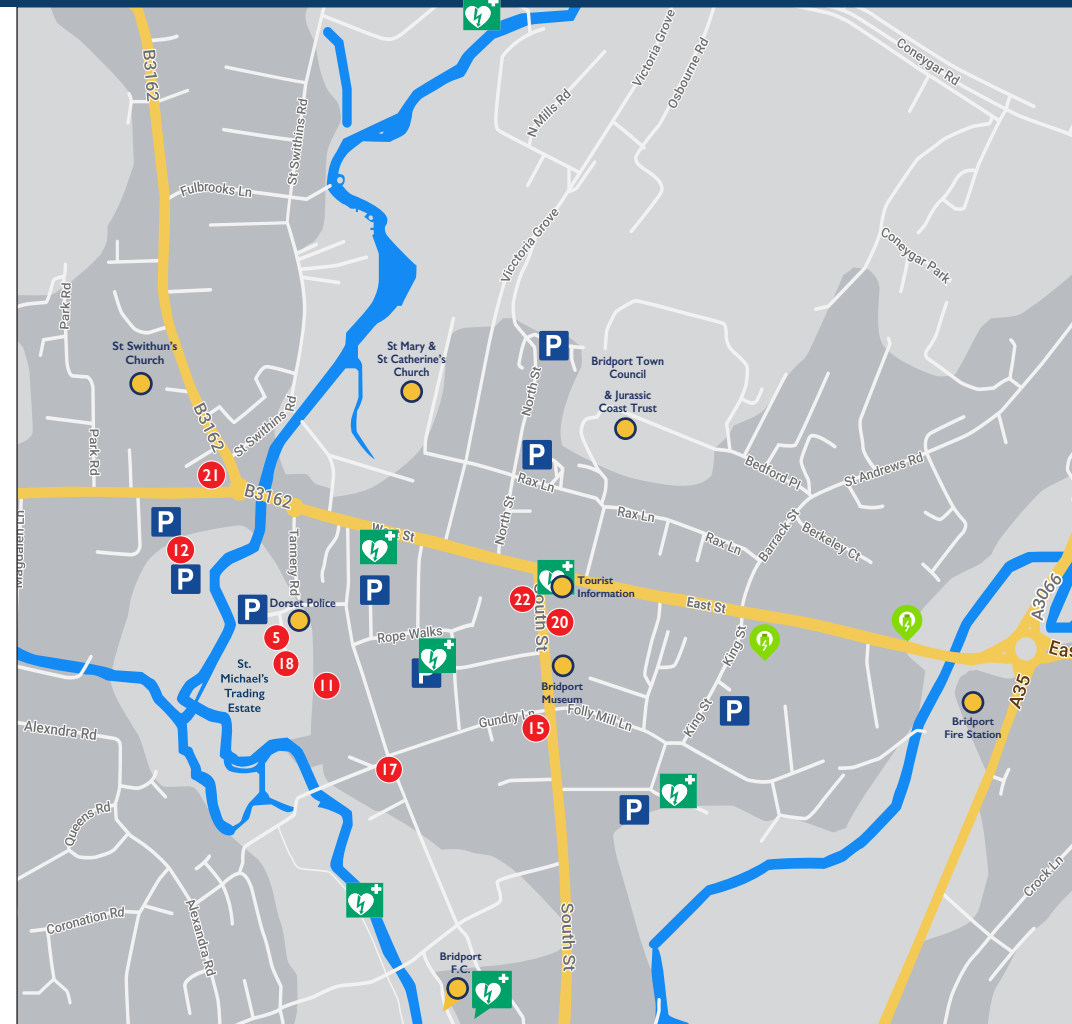 Coneygar Rd
Victoria Grove
Osbourne Rd
B3162
N Mills Rd
St Swithins Rd
Fulbrooks Ln
Vicctoria Grove
Coneygar Park
Park Rd
St Swithun's
Church
St Mary &
St Catherine's
Church
P
Bridport Town
Council
& Jurassic
Coast Trust
North St
B3162
St Swithins Rd
Park Rd
P
Bedford Pl
St Andrews Rd
21
Rax Ln
B3162
North St
Rax Ln
Rax Ln
Barrack St
Berkeley Ct
P
12
P
Tannery Rd
St
P
Tourist
Information
A3066
P
Dorset Police
22
South St
20
East St
5
Rope Walks
King St
18
P
St.
Michael's
Trading
Estate
11
Bridport
Museum
Eas
A35
Alexndra Rd
Gundry Ln
15
Folly Mill Ln
King St
P
Bridport
Fire Station
17
P
Queens Rd
Crock Ln
Coronation Rd
Alexandra Rd
South St
Bridport
F.C.